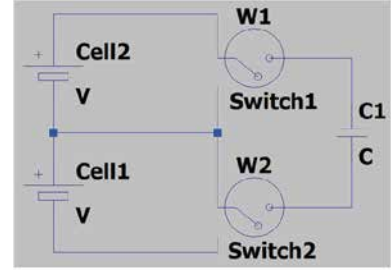 W1
+ Cell2
V
Switch1
C1
C
W2
+ Cell1
V
Switch2